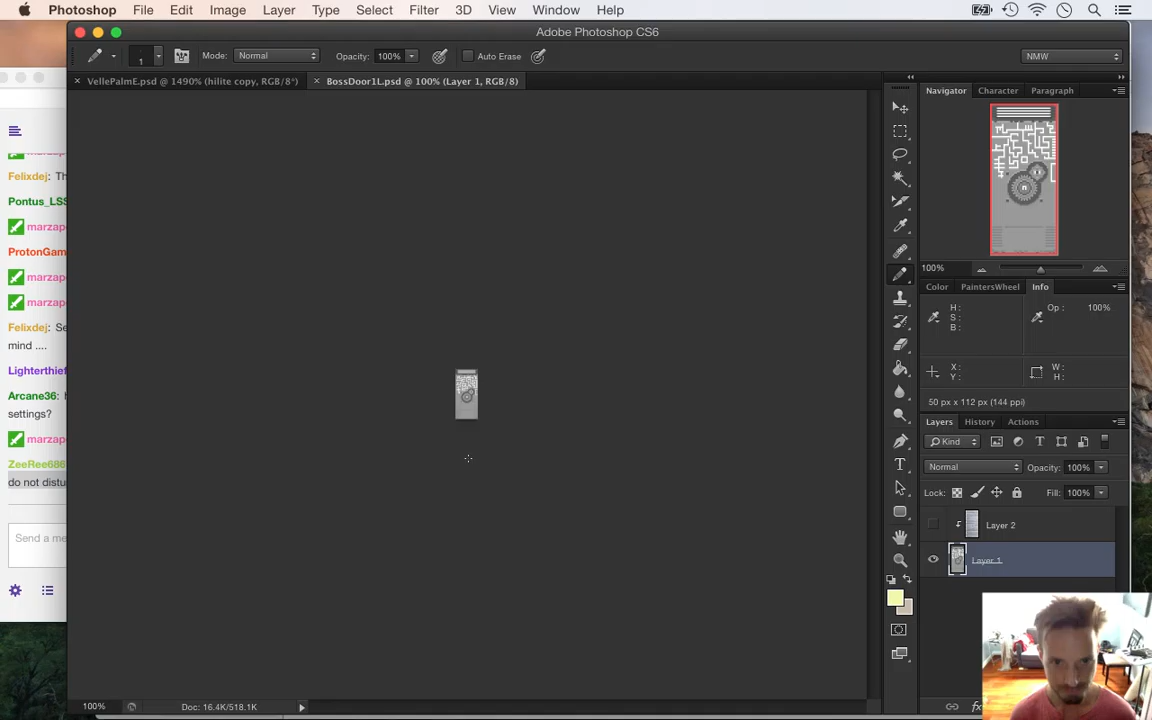 Photoshop File Edit Image Layer Type Select Filter 3D View Window Help
Adobe Photoshop CS6
1 Mode: Normal Opacity: 100% Auto Erase NMW
× VellePalmE.psd @ 1490% (hilite copy, RGB/8*) × BossDoor1L.psd @ 100% (Layer 1, RGB/8)
Navigator Character Paragraph
100%
Color PaintersWheel Info
H: Op: 100%
S:
B:
X: W:
Y: H:
50 px x 112 px (144 ppi)
Layers History Actions
Kind
Normal Opacity: 100%
Lock: Fill: 100%
Layer 2
Layer 1
marzap
Felixdej: Th
Pontus_LSS
marzap
ProtonGam
marzap
marzap
Felixdej: Se
mind ....
Lighterthief
Arcane36: h
settings?
marzap
ZeeRee686
do not distu
Send a me
100% Doc: 16.4K/518.1K
fx